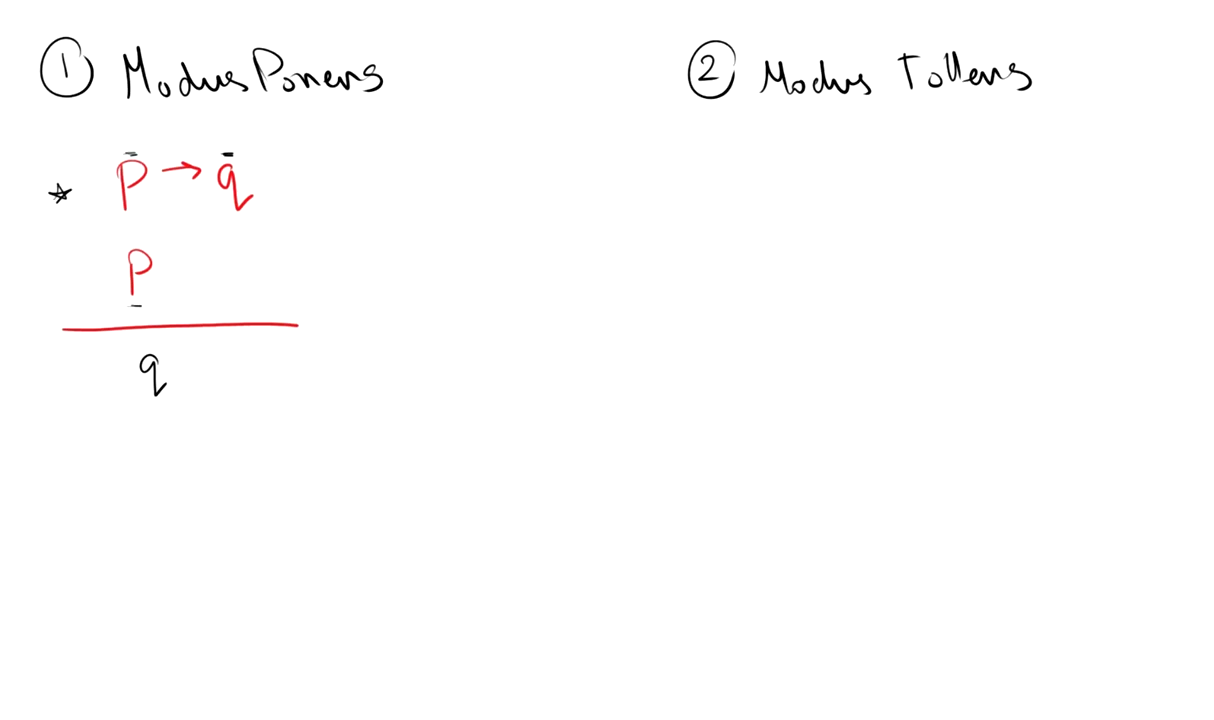 ① Modus Ponens
② Modus Tollens
☆ p → q
p
q